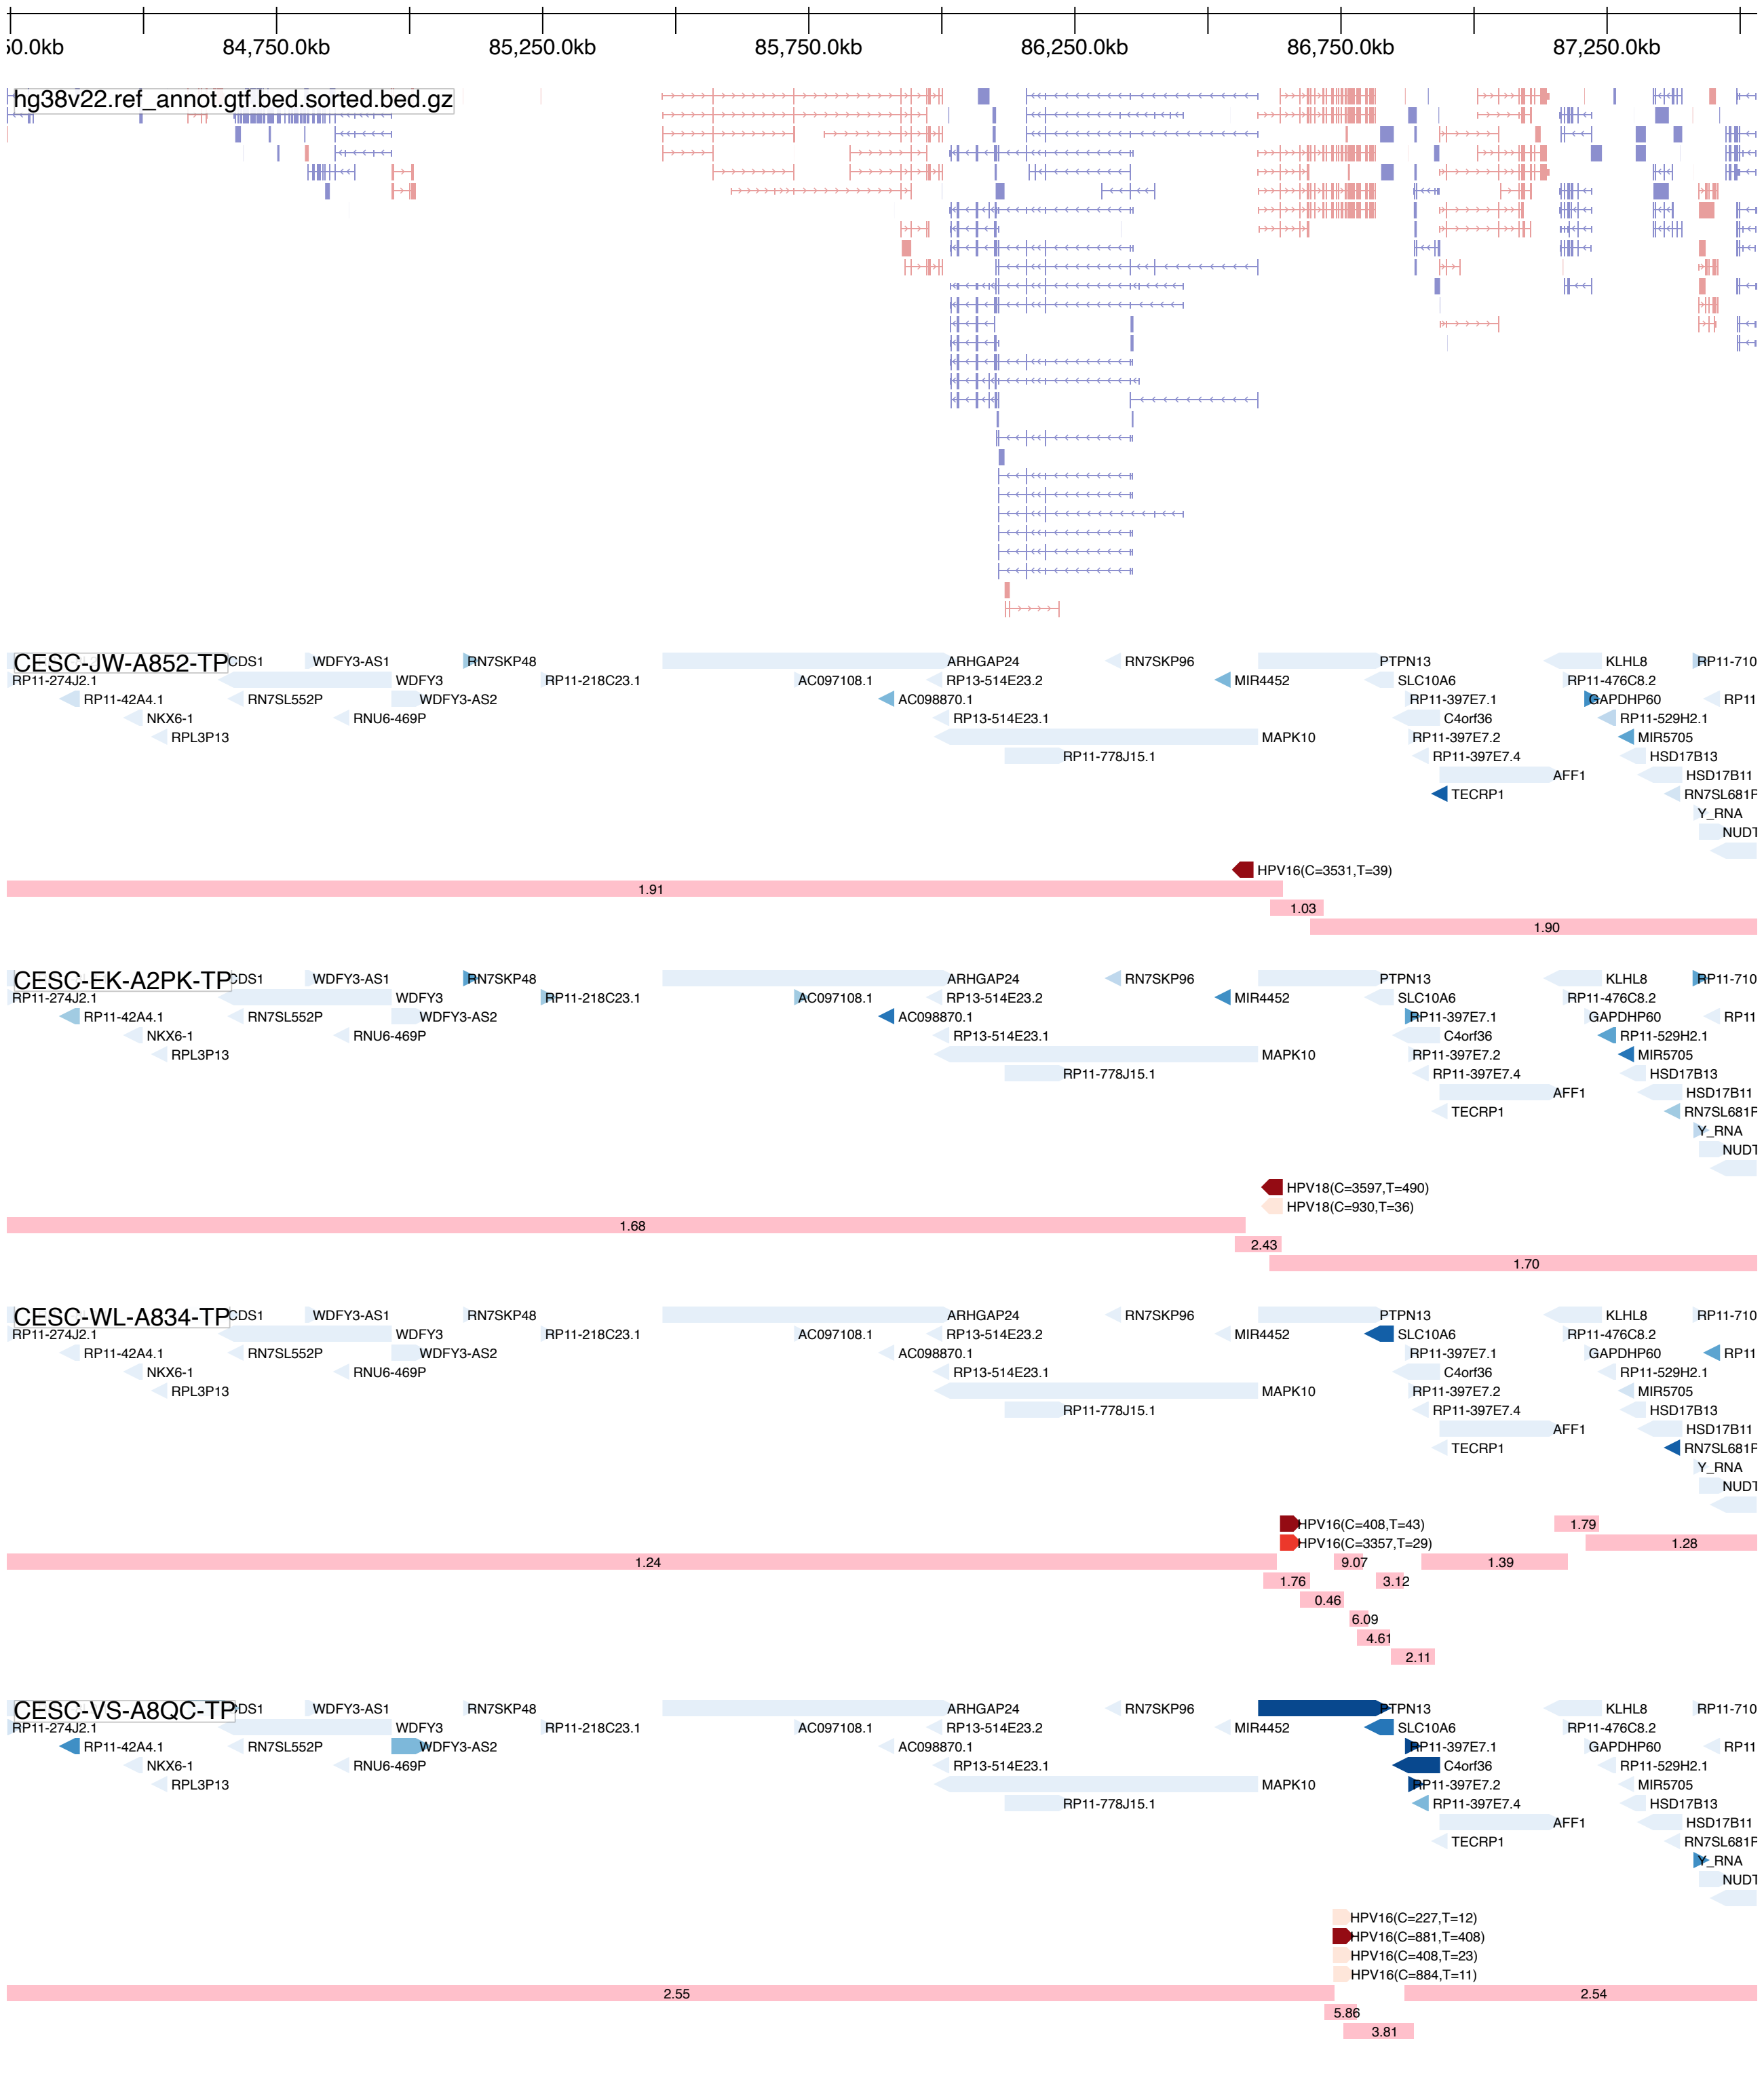 50.0kb 84,750.0kb 85,250.0kb 85,750.0kb 86,250.0kb 86,750.0kb 87,250.0kb
hg38v22.ref_annot.gtf.bed.sorted.bed.gz
CESC-JW-A852-TP CDS1 WDFY3-AS1 RN7SKP48 ARHGAP24 RN7SKP96 PTPN13 KLHL8 RP11-710
RP11-274J2.1 WDFY3 RP11-218C23.1 AC097108.1 RP13-514E23.2 MIR4452 SLC10A6 RP11-476C8.2
RP11-42A4.1 RN7SL552P WDFY3-AS2 AC098870.1 RP11-397E7.1 GAPDHP60 RP11
NKX6-1 RNU6-469P RP13-514E23.1 C4orf36 RP11-529H2.1
RPL3P13 MAPK10 RP11-397E7.2 MIR5705
RP11-778J15.1 RP11-397E7.4 HSD17B13
AFF1 HSD17B11
TECRP1 RN7SL681P
Y_RNA
NUDT
HPV16(C=3531,T=39)
1.91
1.03
1.90
CESC-EK-A2PK-TP CDS1 WDFY3-AS1 RN7SKP48 ARHGAP24 RN7SKP96 PTPN13 KLHL8 RP11-710
RP11-274J2.1 WDFY3 RP11-218C23.1 AC097108.1 RP13-514E23.2 MIR4452 SLC10A6 RP11-476C8.2
RP11-42A4.1 RN7SL552P WDFY3-AS2 AC098870.1 RP11-397E7.1 GAPDHP60 RP11
NKX6-1 RNU6-469P RP13-514E23.1 C4orf36 RP11-529H2.1
RPL3P13 MAPK10 RP11-397E7.2 MIR5705
RP11-778J15.1 RP11-397E7.4 HSD17B13
AFF1 HSD17B11
TECRP1 RN7SL681P
Y_RNA
NUDT
HPV18(C=3597,T=490)
HPV18(C=930,T=36)
1.68
2.43
1.70
CESC-WL-A834-TP CDS1 WDFY3-AS1 RN7SKP48 ARHGAP24 RN7SKP96 PTPN13 KLHL8 RP11-710
RP11-274J2.1 WDFY3 RP11-218C23.1 AC097108.1 RP13-514E23.2 MIR4452 SLC10A6 RP11-476C8.2
RP11-42A4.1 RN7SL552P WDFY3-AS2 AC098870.1 RP11-397E7.1 GAPDHP60 RP11
NKX6-1 RNU6-469P RP13-514E23.1 C4orf36 RP11-529H2.1
RPL3P13 MAPK10 RP11-397E7.2 MIR5705
RP11-778J15.1 RP11-397E7.4 HSD17B13
AFF1 HSD17B11
TECRP1 RN7SL681P
Y_RNA
NUDT
HPV16(C=408,T=43) 1.79
HPV16(C=3357,T=29) 1.28
1.24 9.07 1.39
1.76 3.12
0.46
6.09
4.61
2.11
CESC-VS-A8QC-TP DS1 WDFY3-AS1 RN7SKP48 ARHGAP24 RN7SKP96 PTPN13 KLHL8 RP11-710
RP11-274J2.1 WDFY3 RP11-218C23.1 AC097108.1 RP13-514E23.2 MIR4452 SLC10A6 RP11-476C8.2
RP11-42A4.1 RN7SL552P WDFY3-AS2 AC098870.1 RP11-397E7.1 GAPDHP60 RP11
NKX6-1 RNU6-469P RP13-514E23.1 C4orf36 RP11-529H2.1
RPL3P13 MAPK10 RP11-397E7.2 MIR5705
RP11-778J15.1 RP11-397E7.4 HSD17B13
AFF1 HSD17B11
TECRP1 RN7SL681P
Y_RNA
NUDT
HPV16(C=227,T=12)
HPV16(C=881,T=408)
HPV16(C=408,T=23)
HPV16(C=884,T=11)
2.55 2.54
5.86
3.81